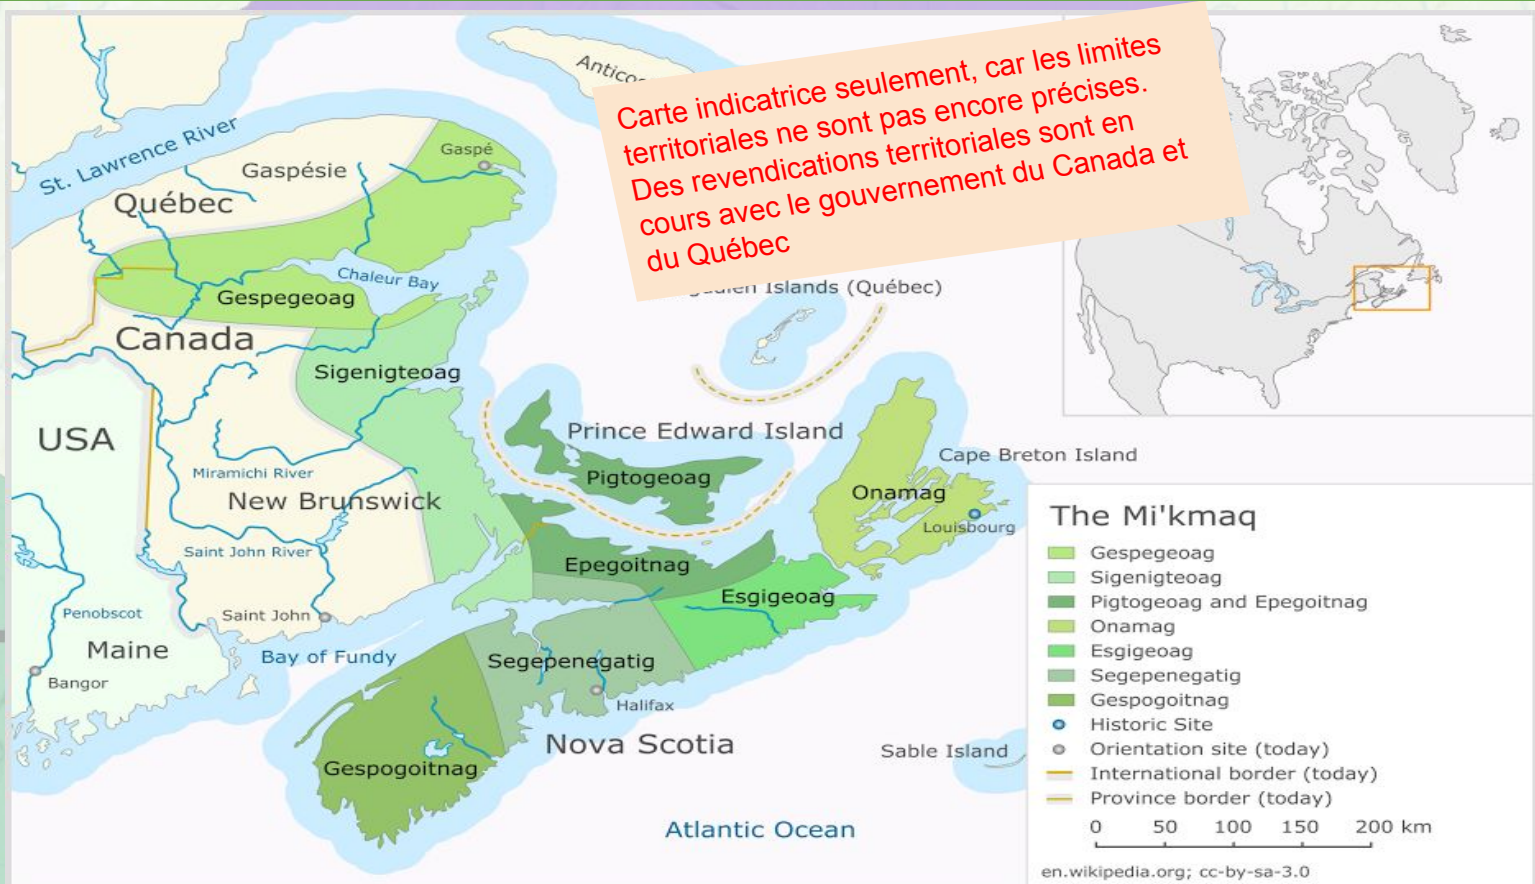 Carte indicatrice seulement, car les limites
territoriales ne sont pas encore précises.
Des revendications territoriales sont en
cours avec le gouvernement du Canada et
du Québec
St. Lawrence River
Gaspésie
Gaspé
Québec
Chaleur Bay
Gespegeoag
Canada
Sigenigteoag
Islands (Québec)
USA
Prince Edward Island
Pigtogeoag
Miramichi River
New Brunswick
Cape Breton Island
Onamag
Louisbourg
Saint John River
Epegoitnag
Esgigeoag
Penobscot
Saint John
Maine
Bay of Fundy
Segepenegatig
Bangor
Halifax
Nova Scotia
Sable Island
Gespogoitnag
Atlantic Ocean
The Mi'kmaq
Gespegeoag
Sigenigteoag
Pigtogeoag and Epegoitnag
Onamag
Esgigeoag
Segepenegatig
Gespogoitnag
Historic Site
Orientation site (today)
International border (today)
Province border (today)
0 50 100 150 200 km
en.wikipedia.org; cc-by-sa-3.0